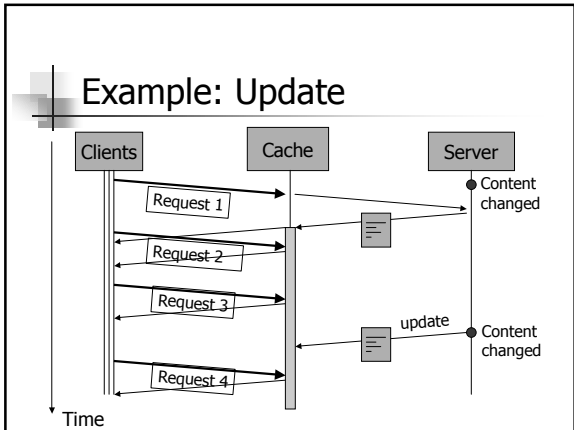 Example: Update
Clients
Cache
Server
Request 1
Content
changed
Request 2
Request 3
update
Content
changed
Request 4
Time